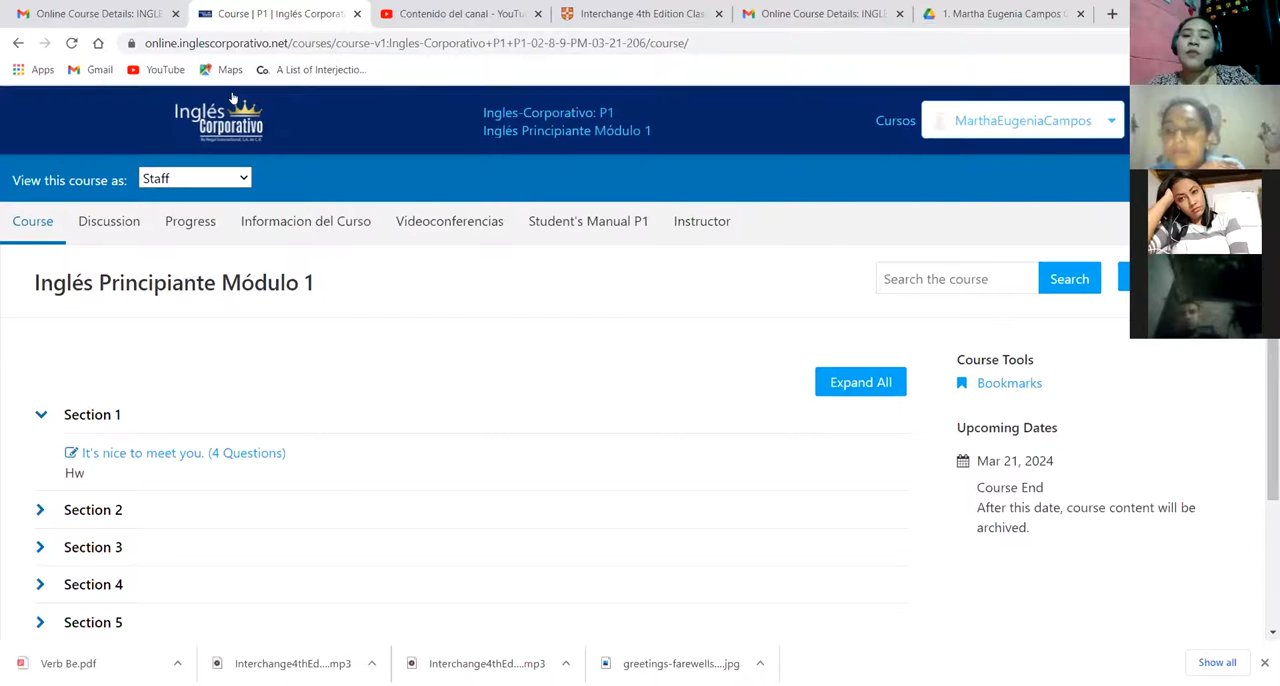 Online Course Details: INGLE
Course | P1 | Inglés Corporat
Contenido del canal - YouTu
Interchange 4th Edition Clas
Online Course Details: INGLE
1. Martha Eugenia Campos
online.inglescorporativo.net/courses/course-v1:Ingles-Corporativo+P1+P1-02-8-9-PM-03-21-206/course/
Apps
Gmail
YouTube
Maps
Co. A List of Interjectio...
Inglés
Corporativo
Ingles-Corporativo: P1
Inglés Principiante Módulo 1
Cursos
MarthaEugeniaCampos
View this course as:
Staff
Course
Discussion
Progress
Informacion del Curso
Videoconferencias
Student's Manual P1
Instructor
Inglés Principiante Módulo 1
Search the course
Search
Expand All
Section 1
It's nice to meet you. (4 Questions)
Hw
Section 2
Section 3
Section 4
Section 5
Course Tools
Bookmarks
Upcoming Dates
Mar 21, 2024
Course End
After this date, course content will be
archived.
Verb Be.pdf
Interchange4thEd....mp3
Interchange4thEd....mp3
greetings-farewells....jpg
Show all